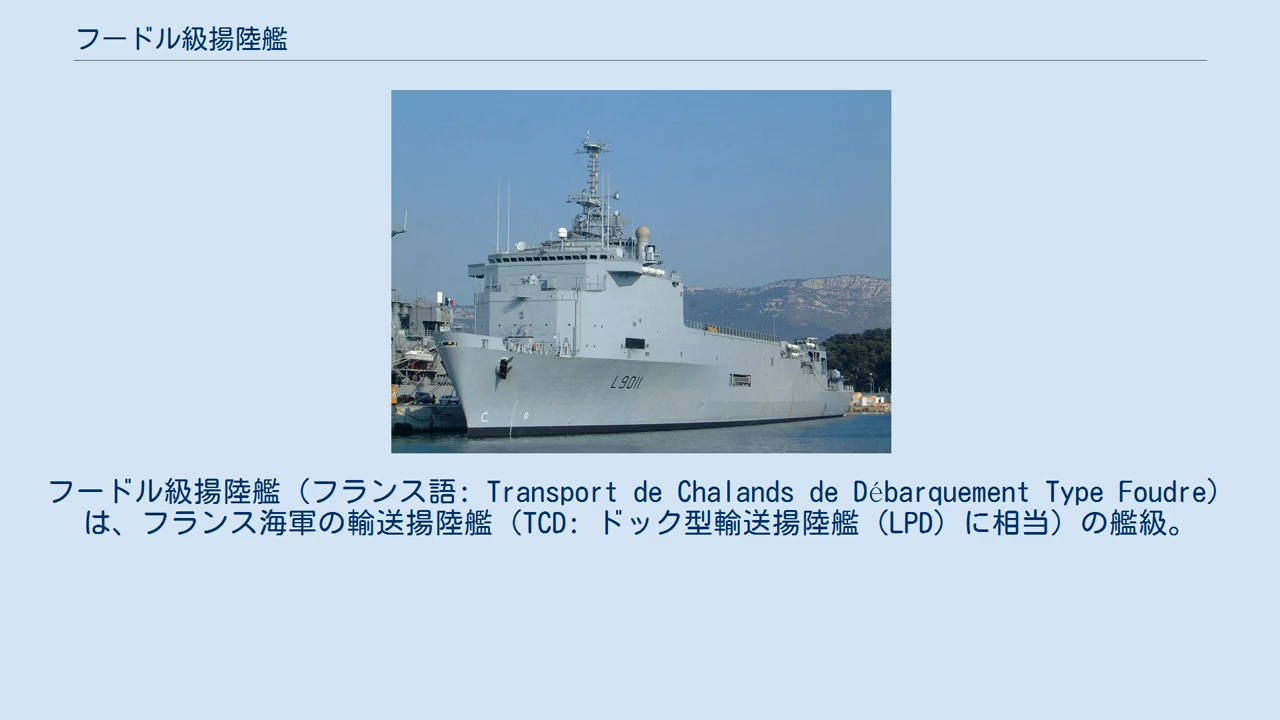 フードル級揚陸艦
L9011
フードル級揚陸艦（フランス語: Transport de Chalands de Débarquement Type Foudre）
は、フランス海軍の輸送揚陸艦（TCD: ドック型輸送揚陸艦（LPD）に相当）の艦級。